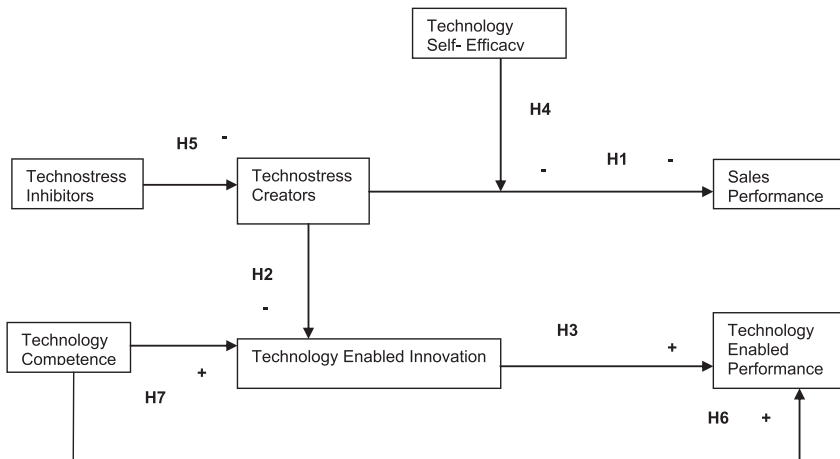 Technology
Self- Efficacy
H4
H5
-
H1
-
-
Technostress
Inhibitors
Technostress
Creators
Sales
Performance
H2
-
Technology
Competence
+
H7
Technology Enabled Innovation
H3
+
Technology
Enabled
Performance
H6
+